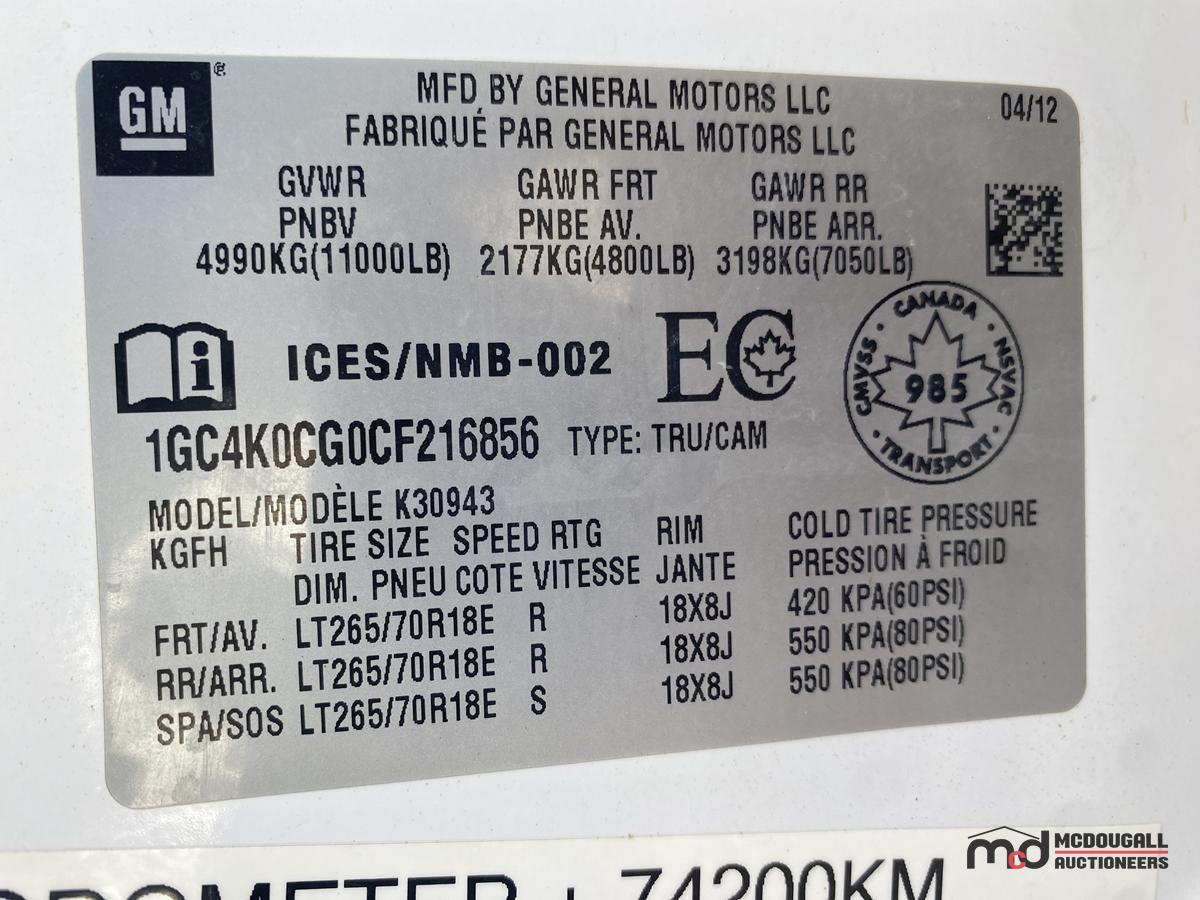 GM ®
MFD BY GENERAL MOTORS LLC
04/12
FABRIQUÉ PAR GENERAL MOTORS LLC
GVWR GAWR FRT GAWR RR
PNBV PNBE AV. PNBE ARR.
4990KG(11000LB) 2177KG(4800LB) 3198KG(7050LB)
i ICES/NMB-002 EC
CANADA
CMVSS 985 NSVAC
TRANSPORT
1GC4K0CG0CF216856 TYPE: TRU/CAM
MODEL/MODÈLE K30943
KGFH TIRE SIZE SPEED RTG RIM COLD TIRE PRESSURE
DIM. PNEU COTE VITESSE JANTE PRESSION À FROID
FRT/AV. LT265/70R18E R 18X8J 420 KPA(60PSI)
RR/ARR. LT265/70R18E R 18X8J 550 KPA(80PSI)
SPA/SOS LT265/70R18E S 18X8J 550 KPA(80PSI)
ODOMETER : 74200KM
mcd MCDOUGALL
AUCTIONEERS